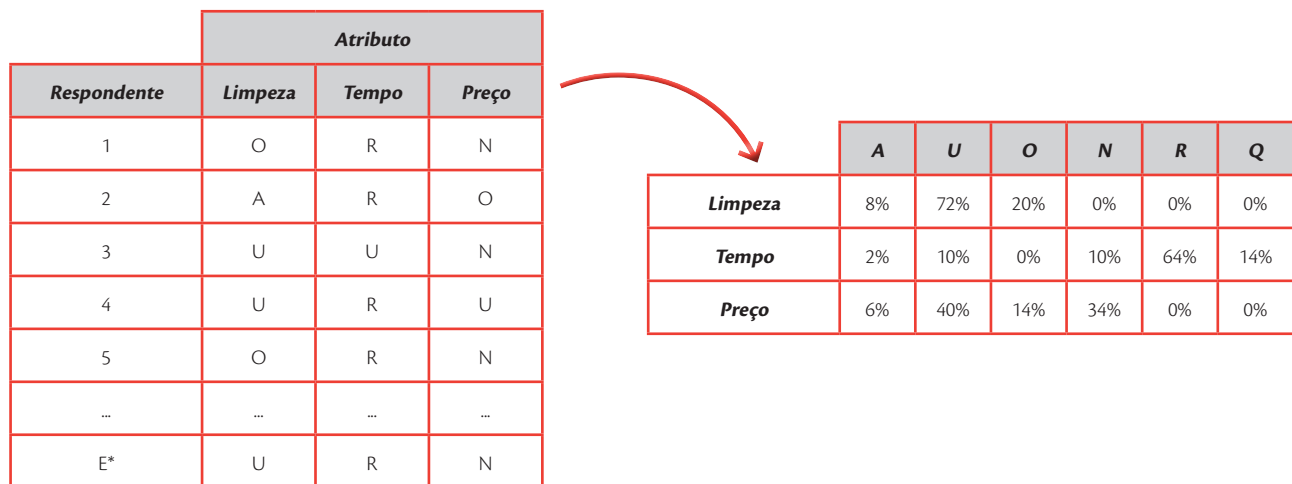 Atributo
Respondente Limpeza Tempo Preço
1 O R N
2 A R O
3 U U N
4 U R U
5 O R N
... ... ... ...
E* U R N
A U O N R Q
Limpeza 8% 72% 20% 0% 0% 0%
Tempo 2% 10% 0% 10% 64% 14%
Preço 6% 40% 14% 34% 0% 0%